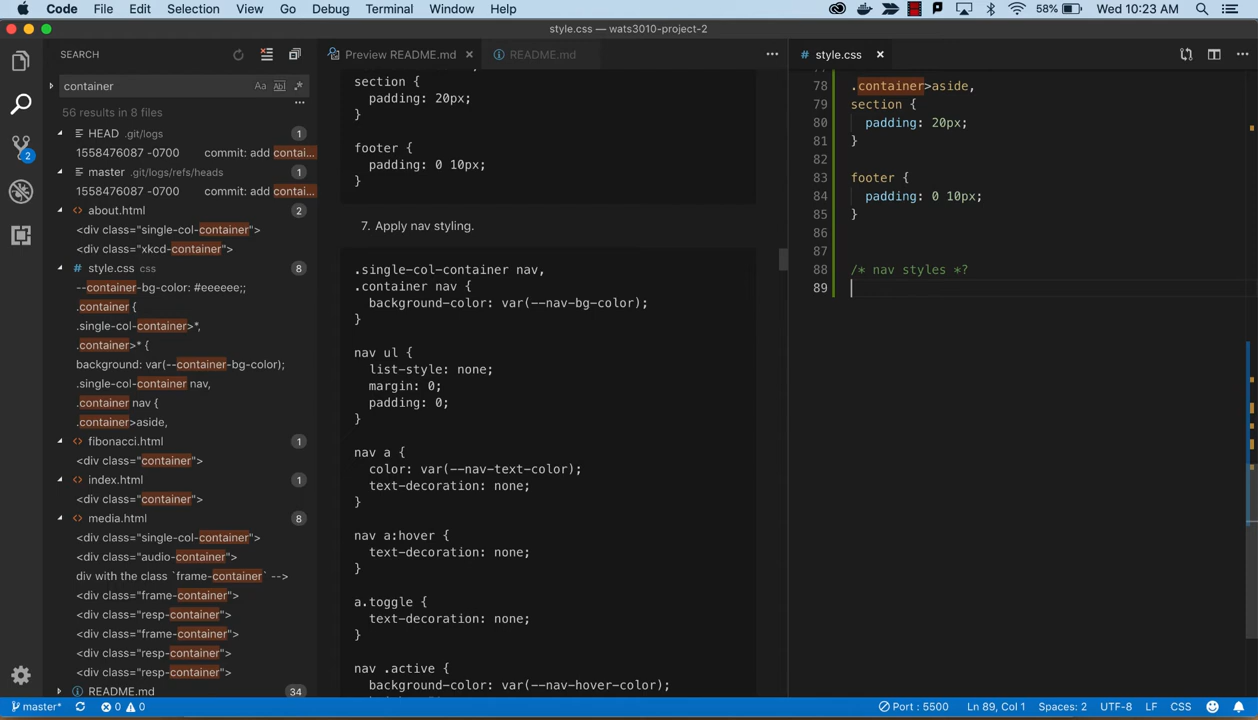 Code File Edit Selection View Go Debug Terminal Window Help 58% Wed 10:23 AM
style.css — wats3010-project-2
SEARCH
container
Aa Abl .*
56 results in 8 files
HEAD .git/logs 1
1558476087 -0700 commit: add contai...
master .git/logs/refs/heads 1
1558476087 -0700 commit: add contai...
about.html 2
<div class="single-col-container">
<div class="xkcd-container">
style.css css 8
--container-bg-color: #eeeeee;;
.container {
.single-col-container>*,
.container>* {
background: var(--container-bg-color);
.single-col-container nav,
.container nav {
.container>aside,
fibonacci.html 1
<div class="container">
index.html 1
<div class="container">
media.html 8
<div class="single-col-container">
<div class="audio-container">
div with the class `frame-container` -->
<div class="frame-container">
<div class="resp-container">
<div class="frame-container">
<div class="resp-container">
<div class="resp-container">
README.md 34
2
Preview README.md
README.md
section {
padding: 20px;
}
footer {
padding: 0 10px;
}
7. Apply nav styling.
.single-col-container nav,
.container nav {
background-color: var(--nav-bg-color);
}
nav ul {
list-style: none;
margin: 0;
padding: 0;
}
nav a {
color: var(--nav-text-color);
text-decoration: none;
}
nav a:hover {
text-decoration: none;
}
a.toggle {
text-decoration: none;
}
nav .active {
background-color: var(--nav-hover-color);
style.css
78 .container>aside,
79 section {
80 padding: 20px;
81 }
82
83 footer {
84 padding: 0 10px;
85 }
86
87
88 /* nav styles *?
89
master* 0 0 Port : 5500 Ln 89, Col 1 Spaces: 2 UTF-8 LF CSS